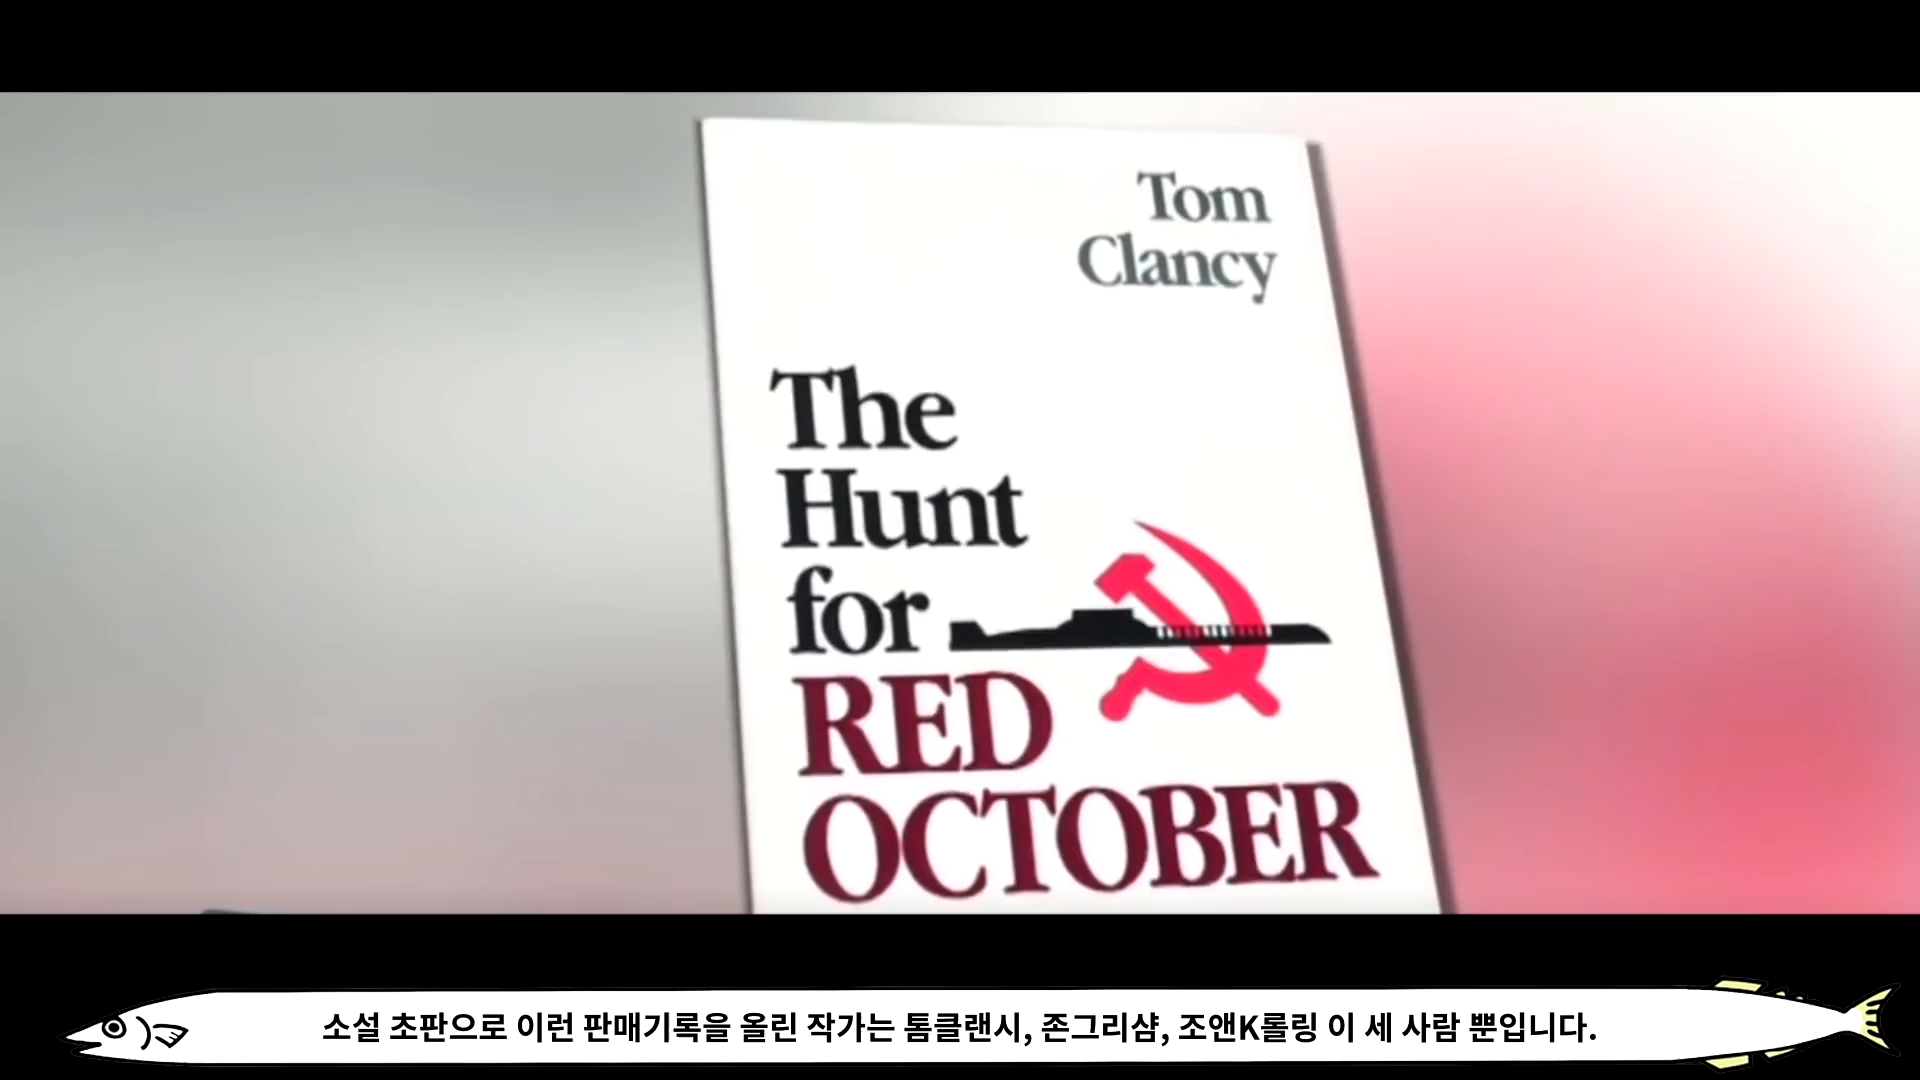 Tom
Clancy
The
Hunt
for
RED
OCTOBER
소설 초판으로 이런 판매기록을 올린 작가는 톰클랜시, 존그리샴, 조앤K롤링 이 세 사람 뿐입니다.